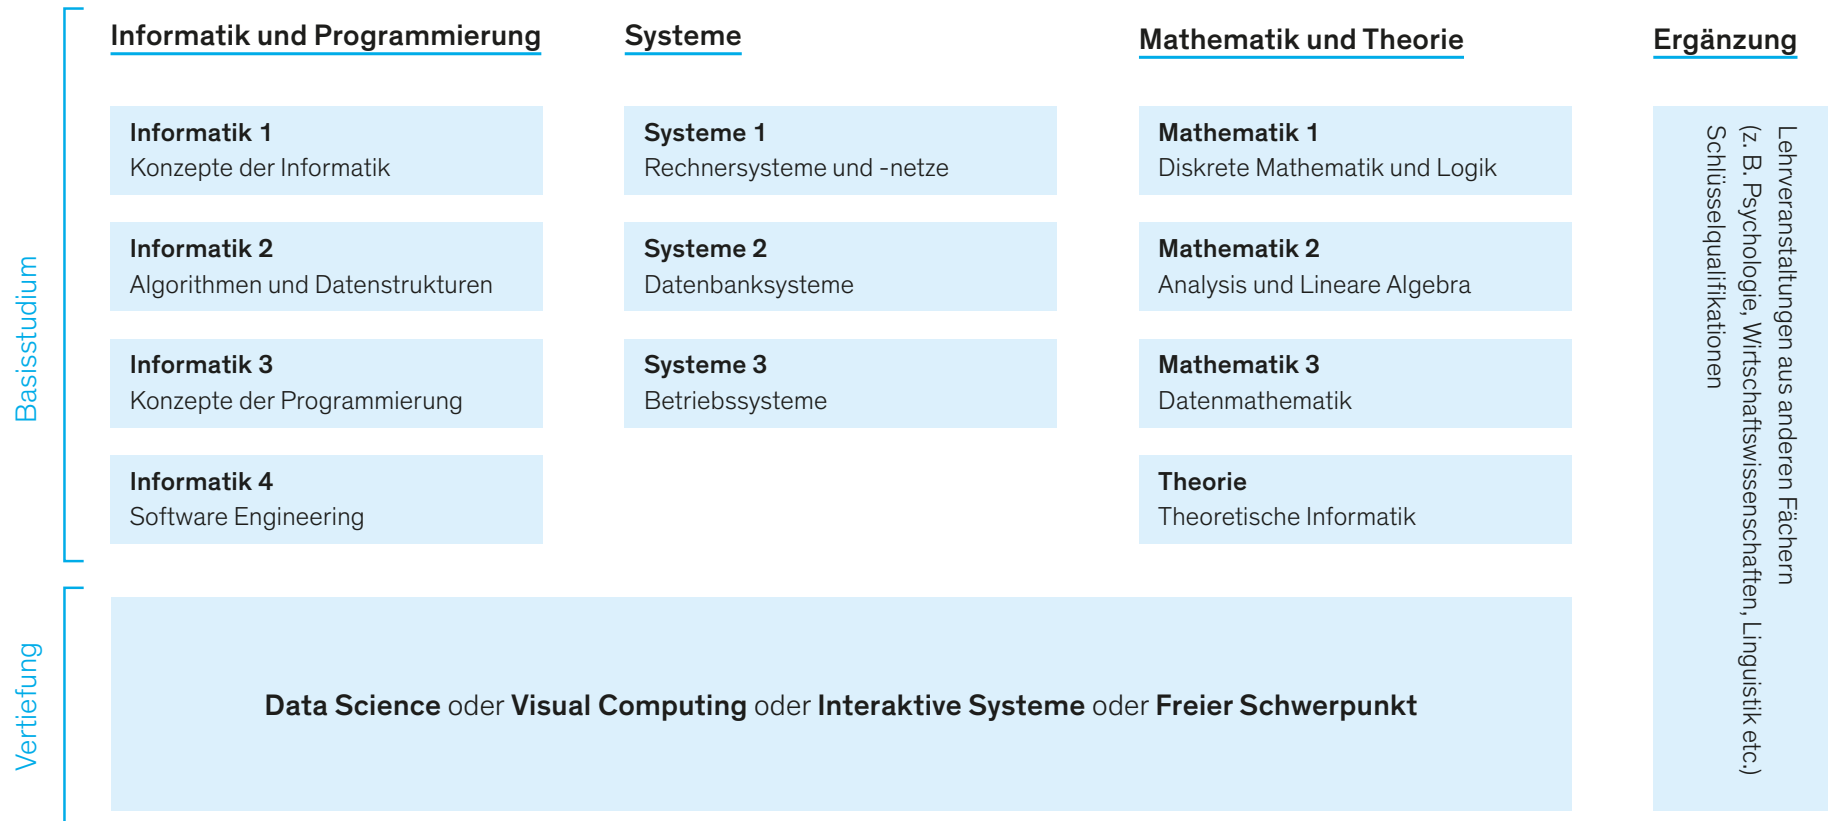 Basisstudium
Informatik und Programmierung
Informatik 1
Konzepte der Informatik
Informatik 2
Algorithmen und Datenstrukturen
Informatik 3
Konzepte der Programmierung
Informatik 4
Software Engineering
Systeme
Systeme 1
Rechnersysteme und -netze
Systeme 2
Datenbanksysteme
Systeme 3
Betriebssysteme
Mathematik und Theorie
Mathematik 1
Diskrete Mathematik und Logik
Mathematik 2
Analysis und Lineare Algebra
Mathematik 3
Datenmathematik
Theorie
Theoretische Informatik
Ergänzung
Lehrveranstaltungen aus anderen Fächern
(z. B. Psychologie, Wirtschaftswissenschaften, Linguistik etc.)
Schlüsselqualifikationen
Vertiefung
Data Science oder Visual Computing oder Interaktive Systeme oder Freier Schwerpunkt